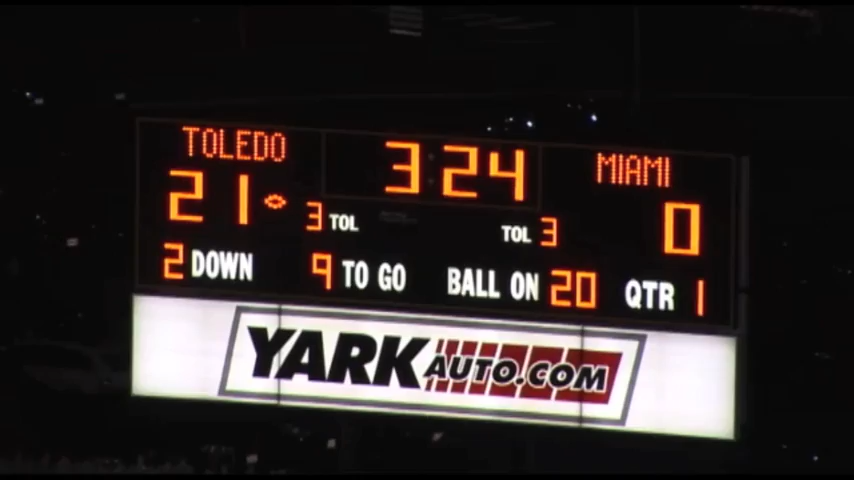 TOLEDO 3:24 MIAMI
21 3 TOL TOL 3 0
2 DOWN 9 TO GO BALL ON 20 QTR 1
YARKAUTO.COM